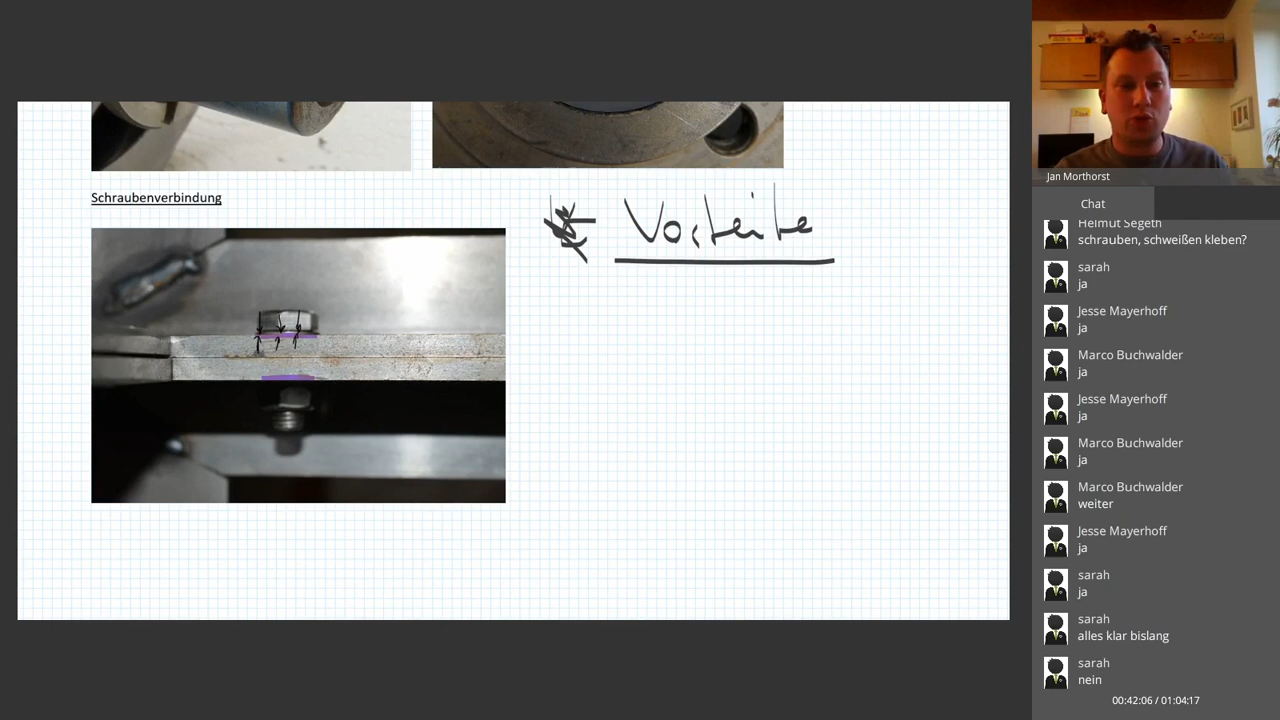 Schraubenverbindung
Vorteile
Jan Morthorst
Chat
Helmut Segeth
schrauben, schweißen kleben?
sarah
ja
Jesse Mayerhoff
ja
Marco Buchwalder
ja
Jesse Mayerhoff
ja
Marco Buchwalder
ja
Marco Buchwalder
weiter
Jesse Mayerhoff
ja
sarah
ja
sarah
alles klar bislang
sarah
nein
00:42:06 / 01:04:17